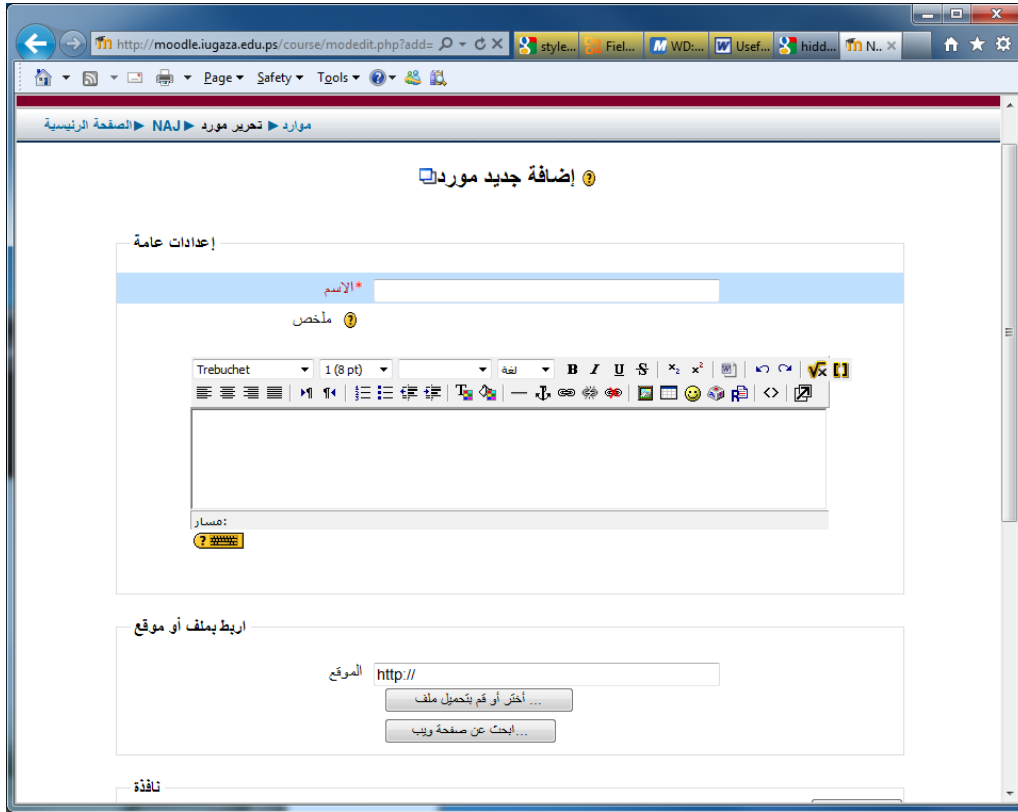 http://moodle.iugaza.edu.ps/course/modedit.php?add= style... Fiel... WD:... Usef... hidd... N..
Page Safety Tools
الصفحة الرئيسية ◄ NAJ ◄ تحرير مورد ◄ موارد
إضافة جديد مورد
إعدادات عامة
الاسم*
ملخص
Trebuchet 1 (8 pt) لغة B I U S
مسار:
اربط بملف أو موقع
الموقع http://
أختر أو قم بتحميل ملف ...
ابحث عن صفحة ويب...
نافذة